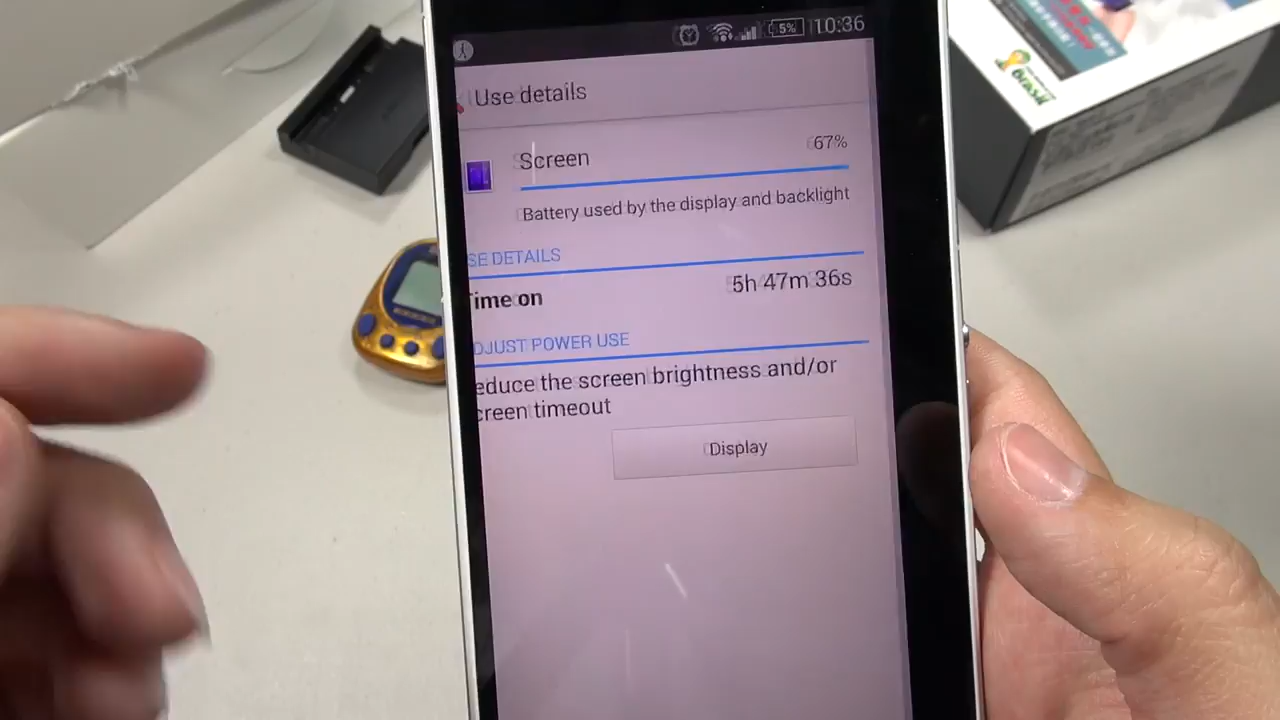 5% 10:36
Use details
Screen 67%
Battery used by the display and backlight
SE DETAILS
Time on 5h 47m 36s
DJUST POWER USE
educe the screen brightness and/or
creen timeout
Display
BRASIL